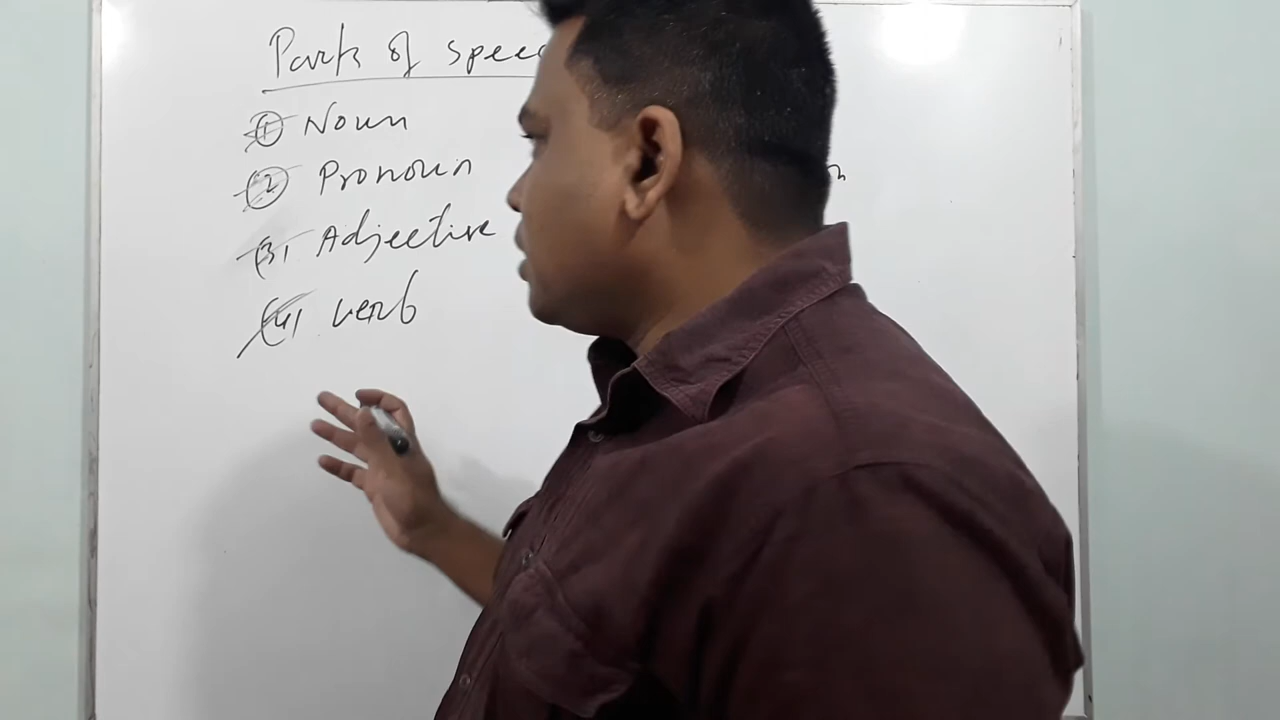 Parts of speec
① Noun
② Pronoun
(3) Adjective
(4) verb